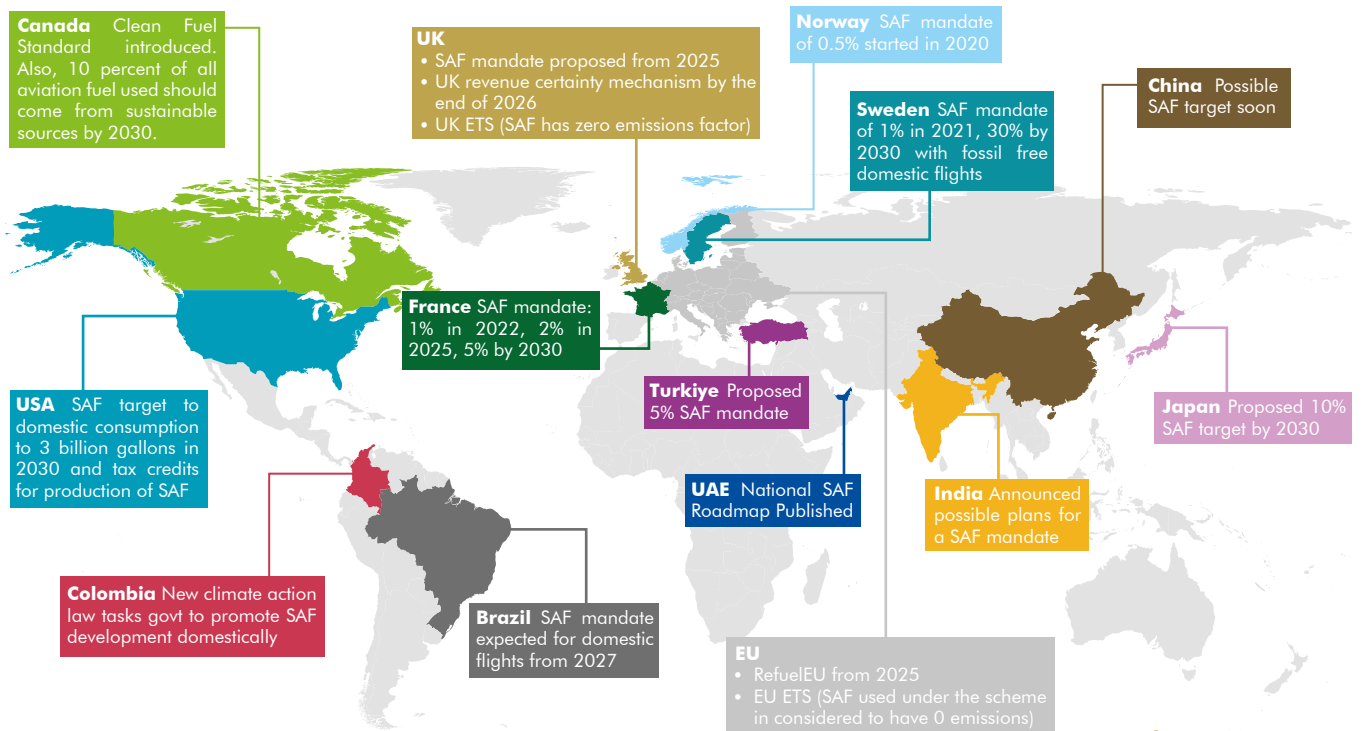 Canada Clean Fuel
Standard introduced.
Also, 10 percent of all
aviation fuel used should
come from sustainable
sources by 2030.
UK
• SAF mandate proposed from 2025
• UK revenue certainty mechanism by the
end of 2026
• UK ETS (SAF has zero emissions factor)
Norway SAF mandate
of 0.5% started in 2020
Sweden SAF mandate
of 1% in 2021, 30% by
2030 with fossil free
domestic flights
China Possible
SAF target soon
France SAF mandate:
1% in 2022, 2% in
2025, 5% by 2030
Turkiye Proposed
5% SAF mandate
USA SAF target to
domestic consumption
to 3 billion gallons in
2030 and tax credits
for production of SAF
Japan Proposed 10%
SAF target by 2030
UAE National SAF
Roadmap Published
India Announced
possible plans for
a SAF mandate
Colombia New climate action
law tasks govt to promote SAF
development domestically
Brazil SAF mandate
expected for domestic
flights from 2027
EU
• RefuelEU from 2025
• EU ETS (SAF used under the scheme
in considered to have 0 emissions)